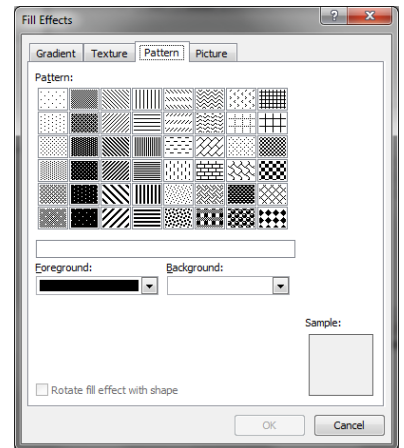 Fill Effects
Gradient Texture Pattern Picture
Pattern:
Foreground: Background:
Sample:
Rotate fill effect with shape
OK Cancel